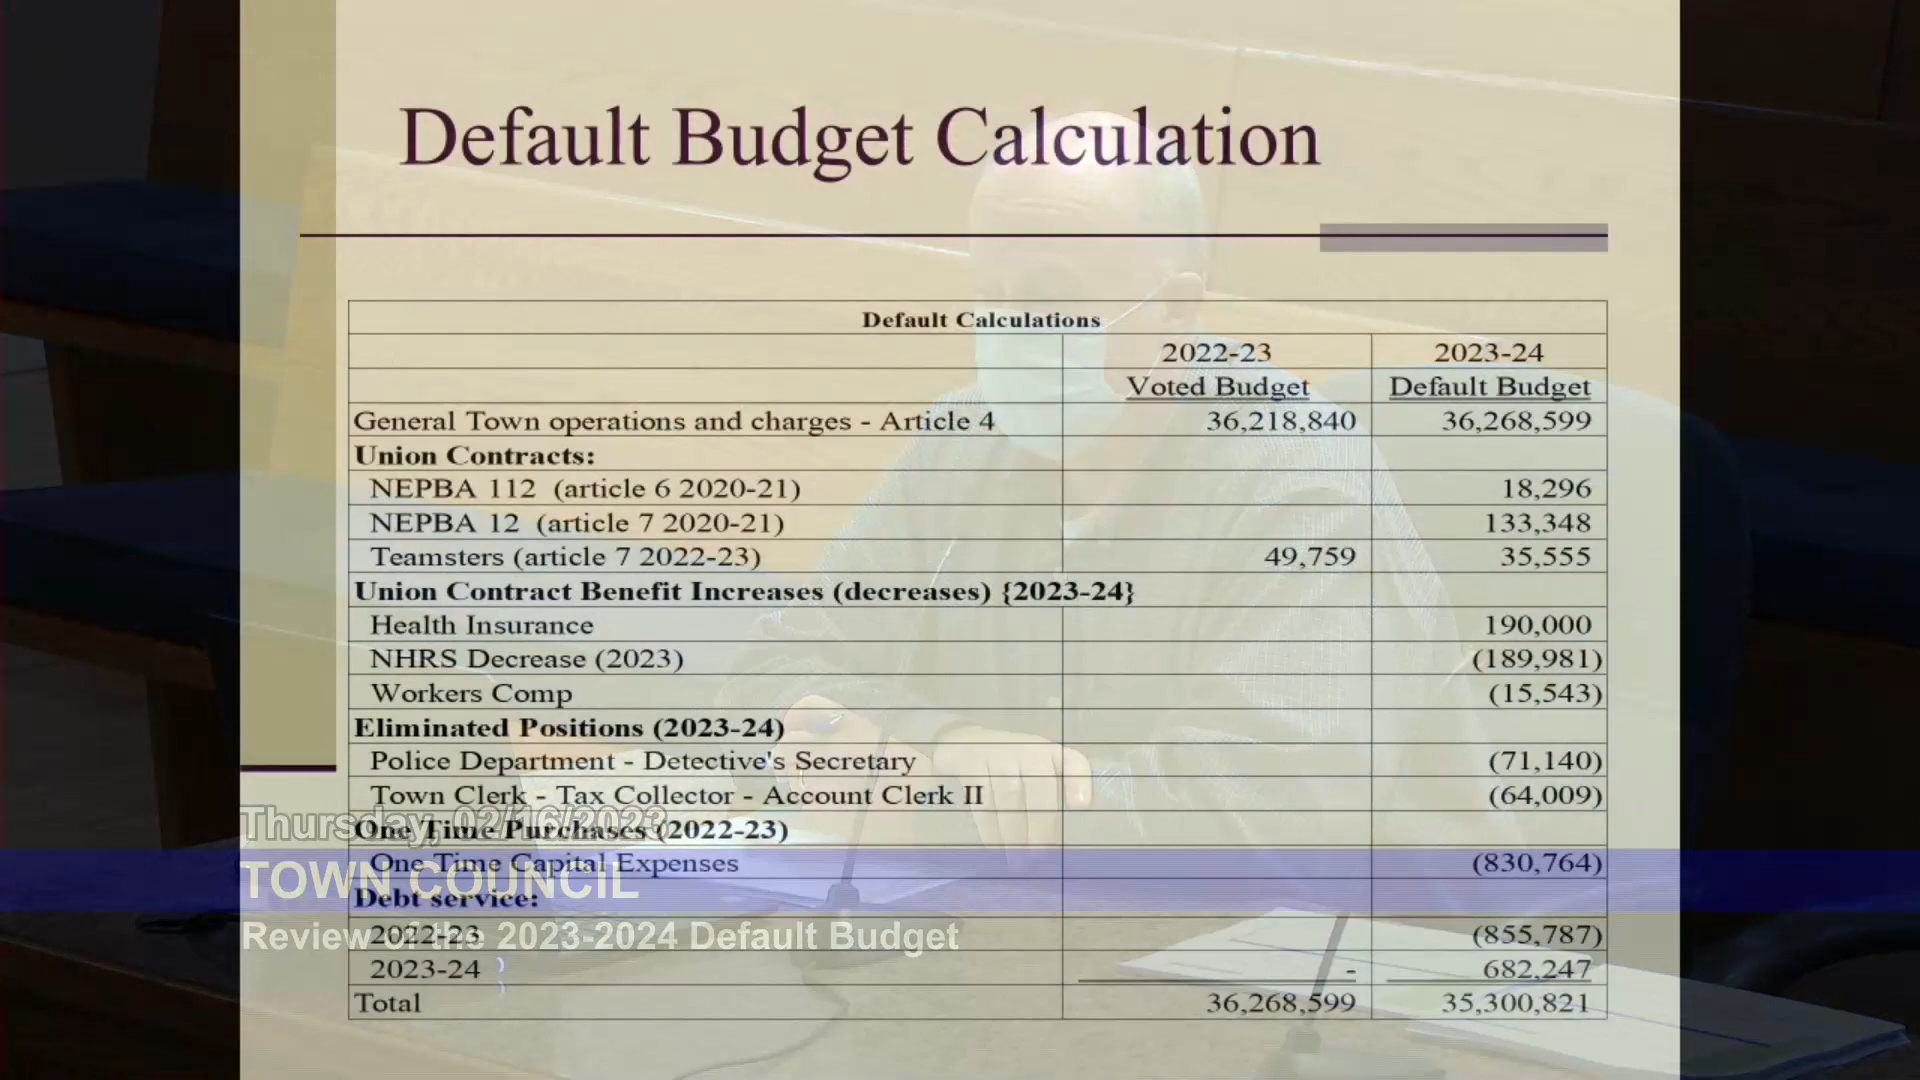 Default Budget Calculation
Default Calculations
2022-23 2023-24
Voted Budget Default Budget
General Town operations and charges - Article 4 36,218,840 36,268,599
Union Contracts:
NEPBA 112 (article 6 2020-21) 18,296
NEPBA 12 (article 7 2020-21) 133,348
Teamsters (article 7 2022-23) 49,759 35,555
Union Contract Benefit Increases (decreases) {2023-24}
Health Insurance 190,000
NHRS Decrease (2023) (189,981)
Workers Comp (15,543)
Eliminated Positions (2023-24)
Police Department - Detective's Secretary (71,140)
Town Clerk - Tax Collector - Account Clerk II (64,009)
One Time Purchases (2022-23)
One Time Capital Expenses (830,764)
Debt service:
2022-23 (855,787)
2023-24 - 682,247
Total 36,268,599 35,300,821
Thursday, 02/16/2023
TOWN COUNCIL
Review of the 2023-2024 Default Budget